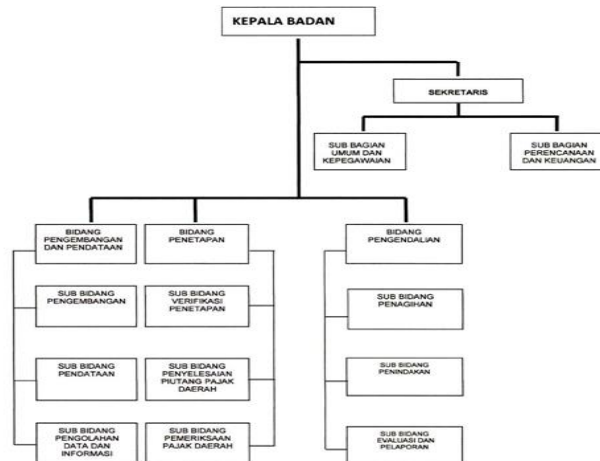 KEPALA BADAN
SEKRETARIS
SUB BAGIAN
UMUM DAN
KEPEGAWAIAN
SUB BAGIAN
PERENCANAAN
DAN KEUANGAN
BIDANG
PENGEMBANGAN
DAN PENDATAAN
BIDANG
PENETAPAN
BIDANG
PENGENDALIAN
SUB BIDANG
PENGEMBANGAN
SUB BIDANG
VERIFIKASI
PENETAPAN
SUB BIDANG
PENAGIHAN
SUB BIDANG
PENDATAAN
SUB BIDANG
PENYELESAIAN
PIUTANG PAJAK
DAERAH
SUB BIDANG
PENINDAKAN
SUB BIDANG
PENGOLAHAN
DATA DAN
INFORMASI
SUB BIDANG
PEMERIKSAAN
PAJAK DAERAH
SUB BIDANG
EVALUASI DAN
PELAPORAN